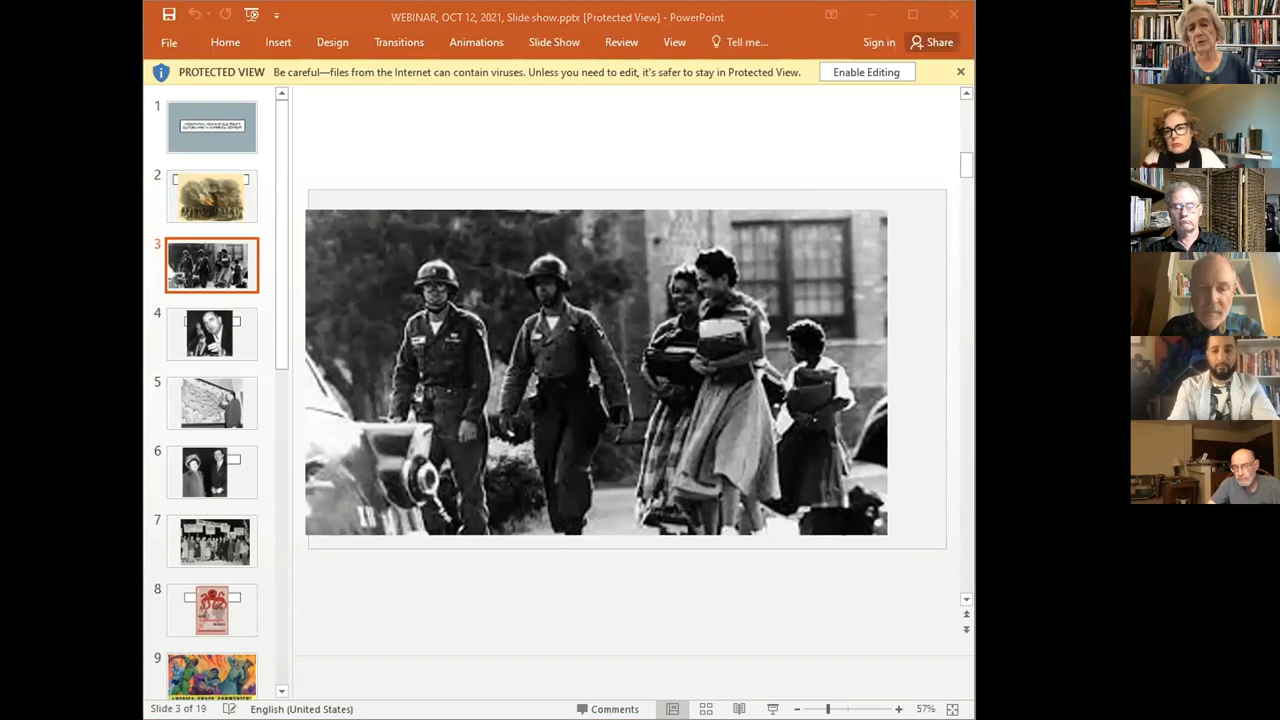 WEBINAR, OCT 12, 2021, Slide show.pptx [Protected View] - PowerPoint
File Home Insert Design Transitions Animations Slide Show Review View Tell me... Sign in Share
PROTECTED VIEW Be careful—files from the Internet can contain viruses. Unless you need to edit, it's safer to stay in Protected View. Enable Editing
1
2
3
4
5
6
7
8
9
Slide 3 of 19 English (United States) Comments 57%